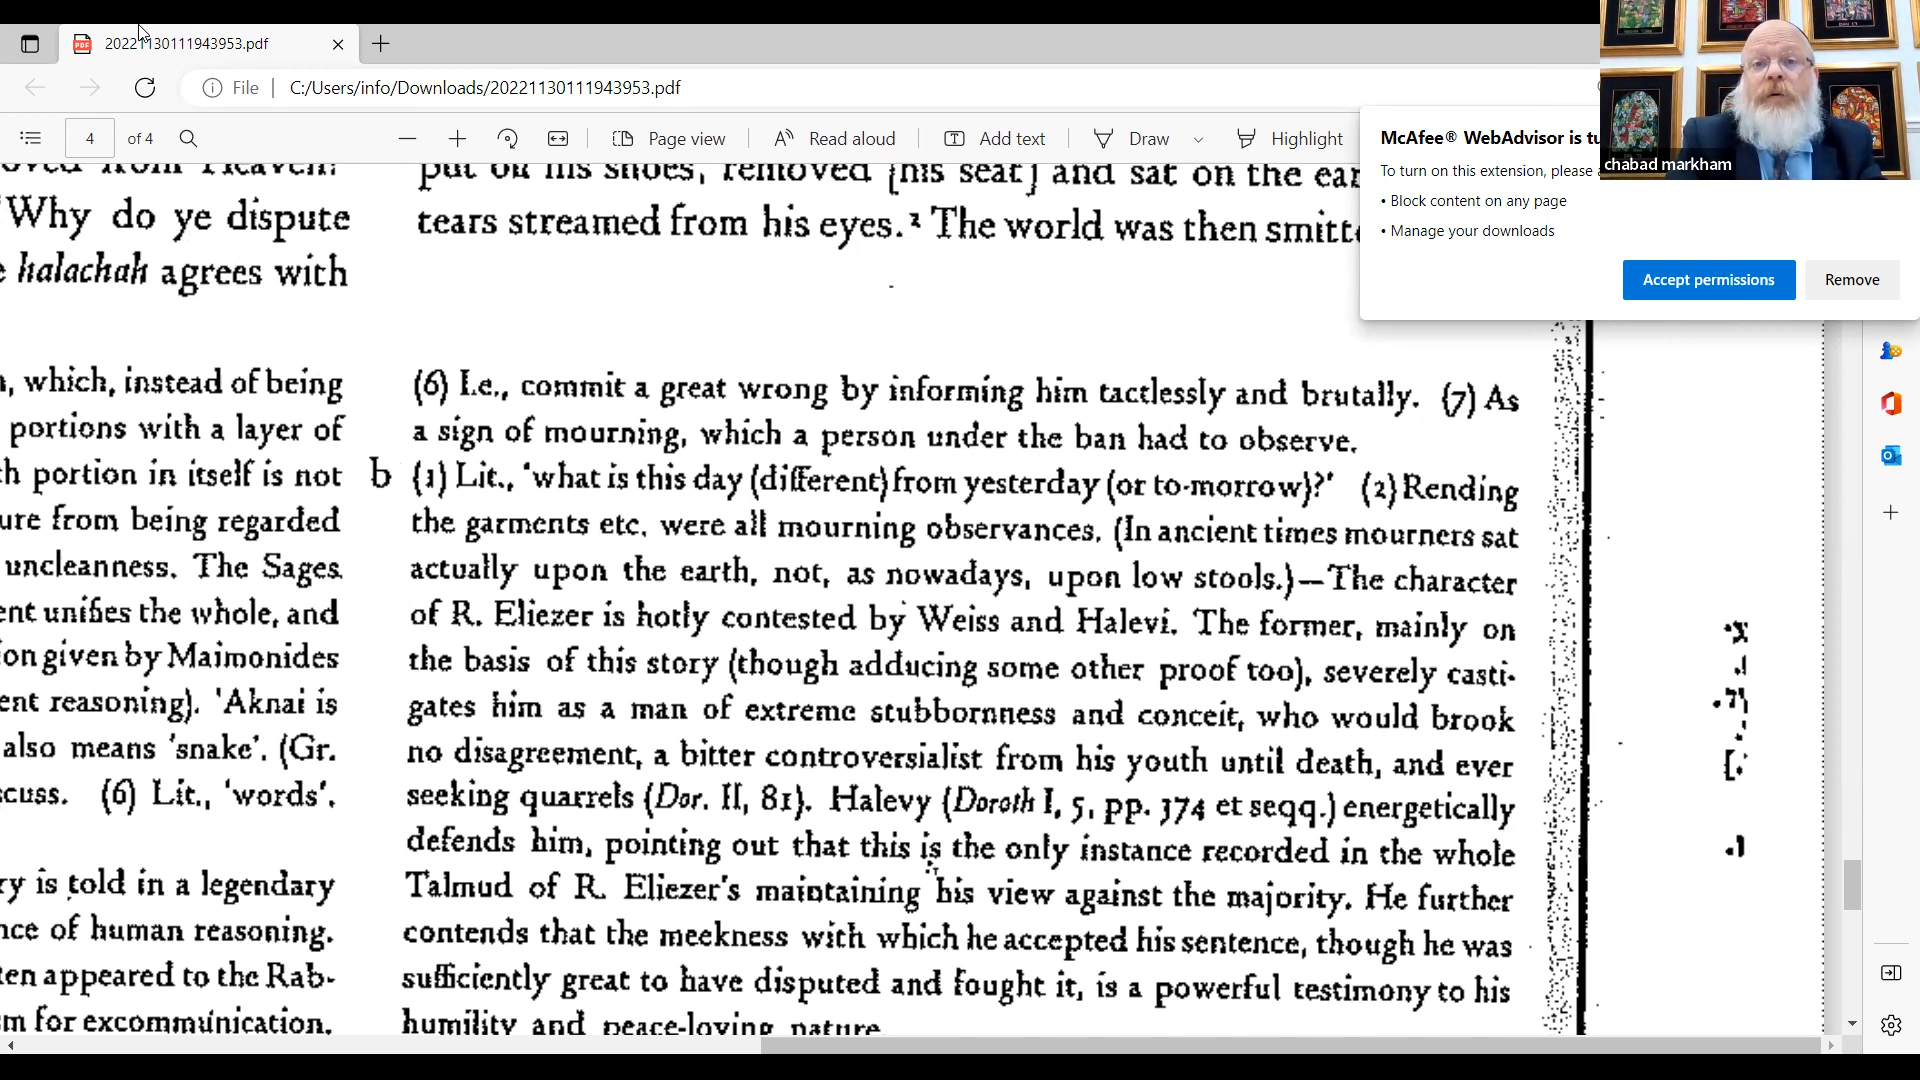 20221130111943953.pdf
File
C:/Users/info/Downloads/20221130111943953.pdf
4
of 4
Page view
Read aloud
Add text
Draw
Highlight
McAfee® WebAdvisor is tu
To turn on this extension, please
• Block content on any page
• Manage your downloads
Accept permissions
Remove
chabad markham
'Why do ye dispute
halachah agrees with
, which, instead of being
portions with a layer of
h portion in itself is not
ure from being regarded
uncleanness. The Sages
ent unifies the whole, and
on given by Maimonides
ent reasoning). 'Aknai is
also means 'snake'. (Gr.
cuss. (6) Lit., 'words'.
ry is told in a legendary
nce of human reasoning.
en appeared to the Rab-
m for excommunication,
put on his shoes, removed [his seat] and sat on the ear
tears streamed from his eyes.² The world was then smitte
(6) I.e., commit a great wrong by informing him tactlessly and brutally. (7) As
a sign of mourning, which a person under the ban had to observe.
b (1) Lit., 'what is this day (different) from yesterday (or to-morrow)?' (2) Rending
the garments etc. were all mourning observances. (In ancient times mourners sat
actually upon the earth, not, as nowadays, upon low stools.)—The character
of R. Eliezer is hotly contested by Weiss and Halevi. The former, mainly on
the basis of this story (though adducing some other proof too), severely casti-
gates him as a man of extreme stubbornness and conceit, who would brook
no disagreement, a bitter controversialist from his youth until death, and ever
seeking quarrels (Dor. II, 81). Halevy (Doroth I, 5, pp. 374 et seqq.) energetically
defends him, pointing out that this is the only instance recorded in the whole
Talmud of R. Eliezer's maintaining his view against the majority. He further
contends that the meekness with which he accepted his sentence, though he was
sufficiently great to have disputed and fought it, is a powerful testimony to his
humility and peace-loving nature.